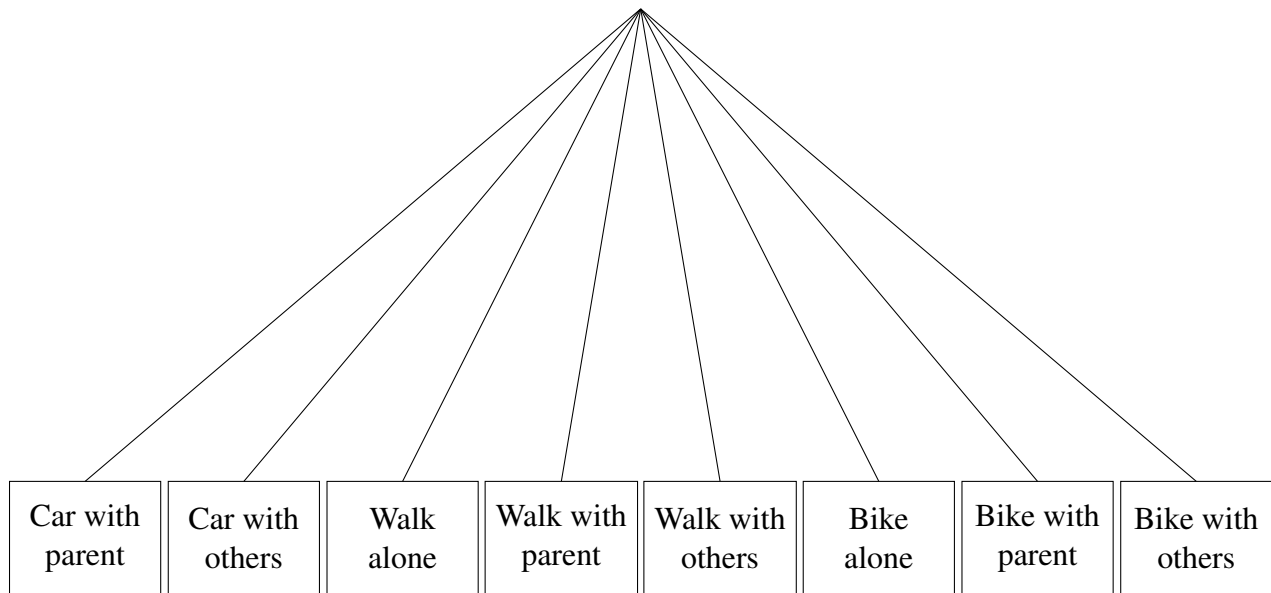 Car with
parent
Car with
others
Walk
alone
Walk with
parent
Walk with
others
Bike
alone
Bike with
parent
Bike with
others